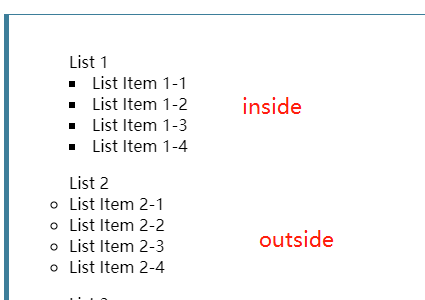 List 1
List Item 1-1
List Item 1-2
inside
List Item 1-3
List Item 1-4
List 2
List Item 2-1
List Item 2-2
outside
List Item 2-3
List Item 2-4